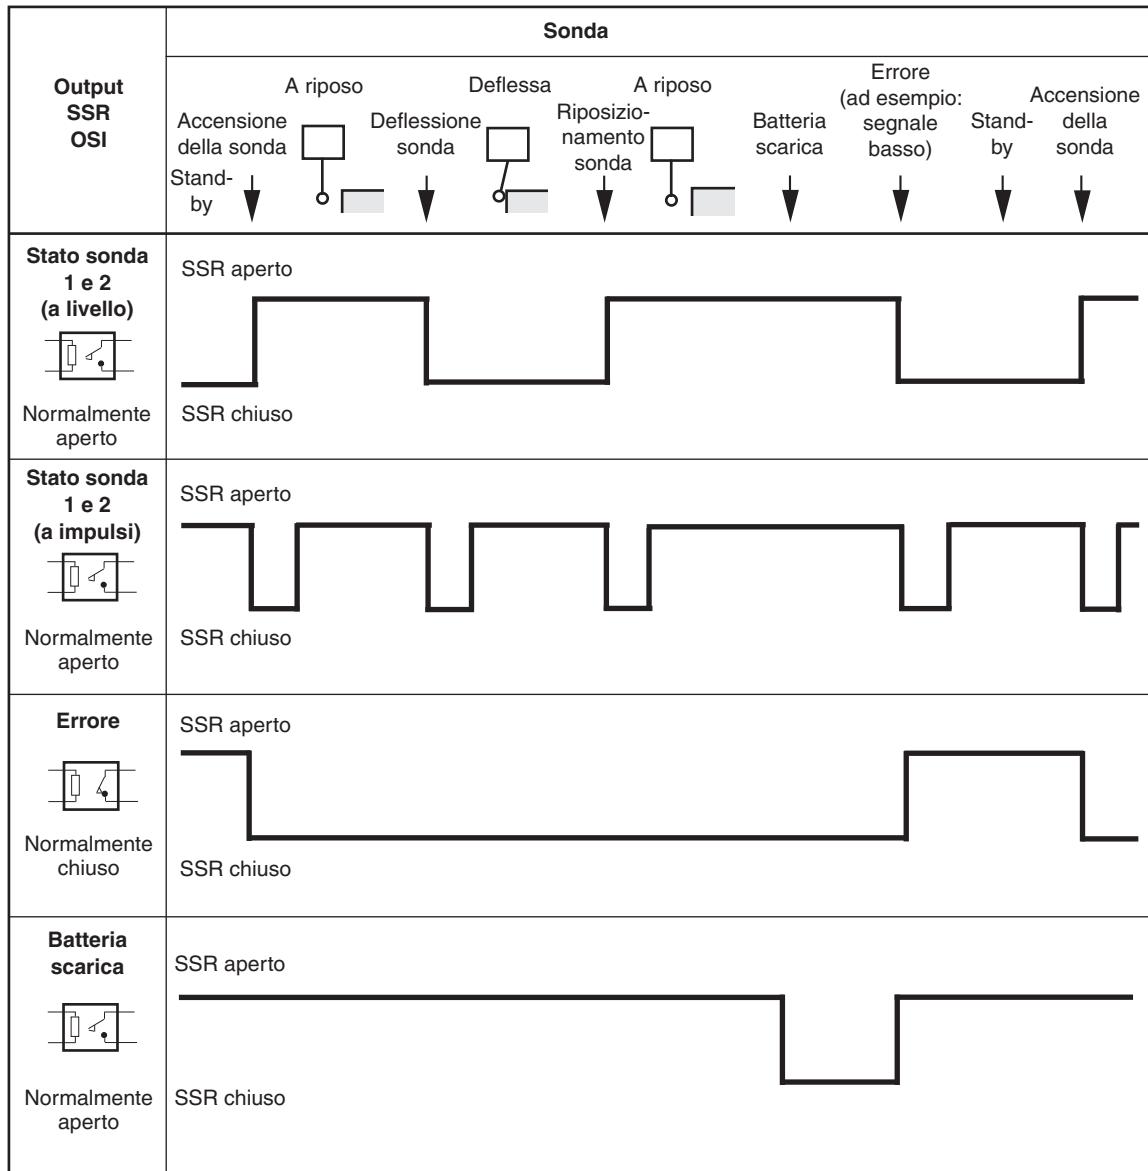 Output
SSR
OSI
Sonda
Accensione
della sonda
Stand-
by
A riposo
Deflessione
sonda
Deflessa
Riposizio-
namento
sonda
A riposo
Batteria
scarica
Errore
(ad esempio:
segnale
basso)
Stand-
by
Accensione
della
sonda
Stato sonda
1 e 2
(a livello)
Normalmente
aperto
SSR aperto
SSR chiuso
Stato sonda
1 e 2
(a impulsi)
Normalmente
aperto
SSR aperto
SSR chiuso
Errore
Normalmente
chiuso
SSR aperto
SSR chiuso
Batteria
scarica
Normalmente
aperto
SSR aperto
SSR chiuso